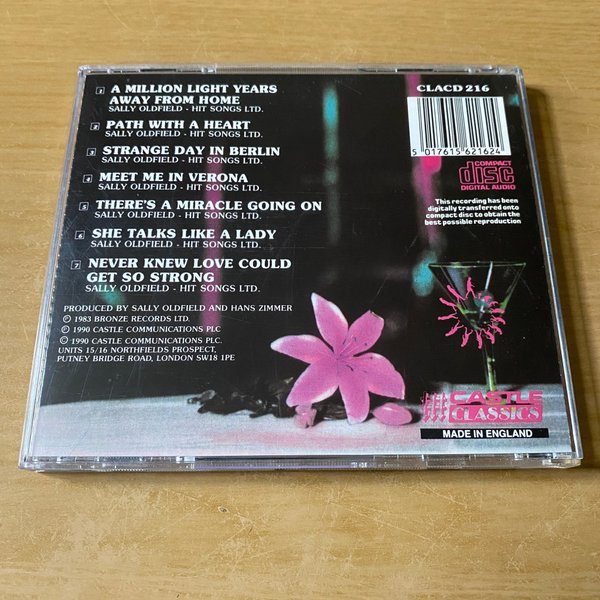 1 A MILLION LIGHT YEARS
AWAY FROM HOME
SALLY OLDFIELD - HIT SONGS LTD.
2 PATH WITH A HEART
SALLY OLDFIELD - HIT SONGS LTD.
3 STRANGE DAY IN BERLIN
SALLY OLDFIELD - HIT SONGS LTD.
4 MEET ME IN VERONA
SALLY OLDFIELD - HIT SONGS LTD.
5 THERE'S A MIRACLE GOING ON
SALLY OLDFIELD - HIT SONGS LTD.
6 SHE TALKS LIKE A LADY
SALLY OLDFIELD - HIT SONGS LTD.
7 NEVER KNEW LOVE COULD
GET SO STRONG
SALLY OLDFIELD - HIT SONGS LTD.
PRODUCED BY SALLY OLDFIELD AND HANS ZIMMER
℗ 1983 BRONZE RECORDS LTD.
℗ 1990 CASTLE COMMUNICATIONS PLC
© 1990 CASTLE COMMUNICATIONS PLC.
UNITS 15/16 NORTHFIELDS PROSPECT,
PUTNEY BRIDGE ROAD, LONDON SW18 1PE
CLACD 216
5 017615 621624
COMPACT
disc
DIGITAL AUDIO
This recording has been
digitally transferred onto
compact disc to obtain the
best possible reproduction
CASTLE
CLASSICS
MADE IN ENGLAND